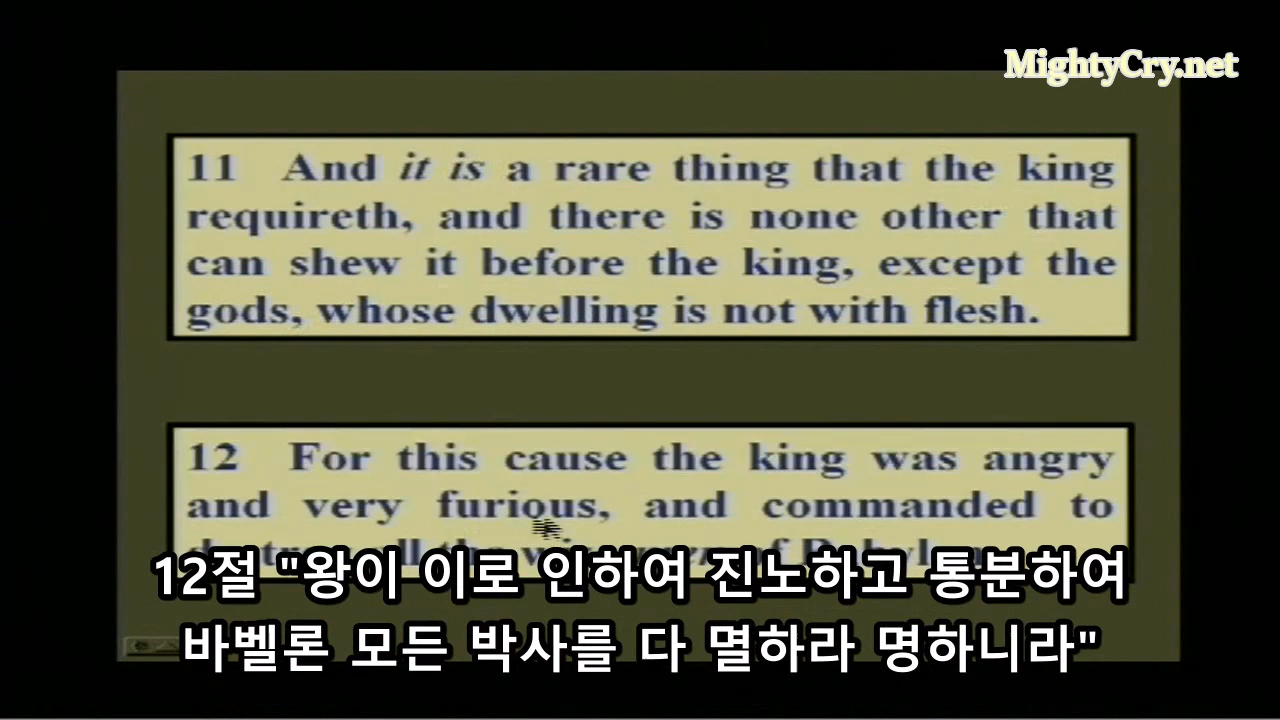 MightyCry.net
11 And it is a rare thing that the king
requireth, and there is none other that
can shew it before the king, except the
gods, whose dwelling is not with flesh.
12 For this cause the king was angry
and very furious, and commanded to
12절 "왕이 이로 인하여 진노하고 통분하여
바벨론 모든 박사를 다 멸하라 명하니라"